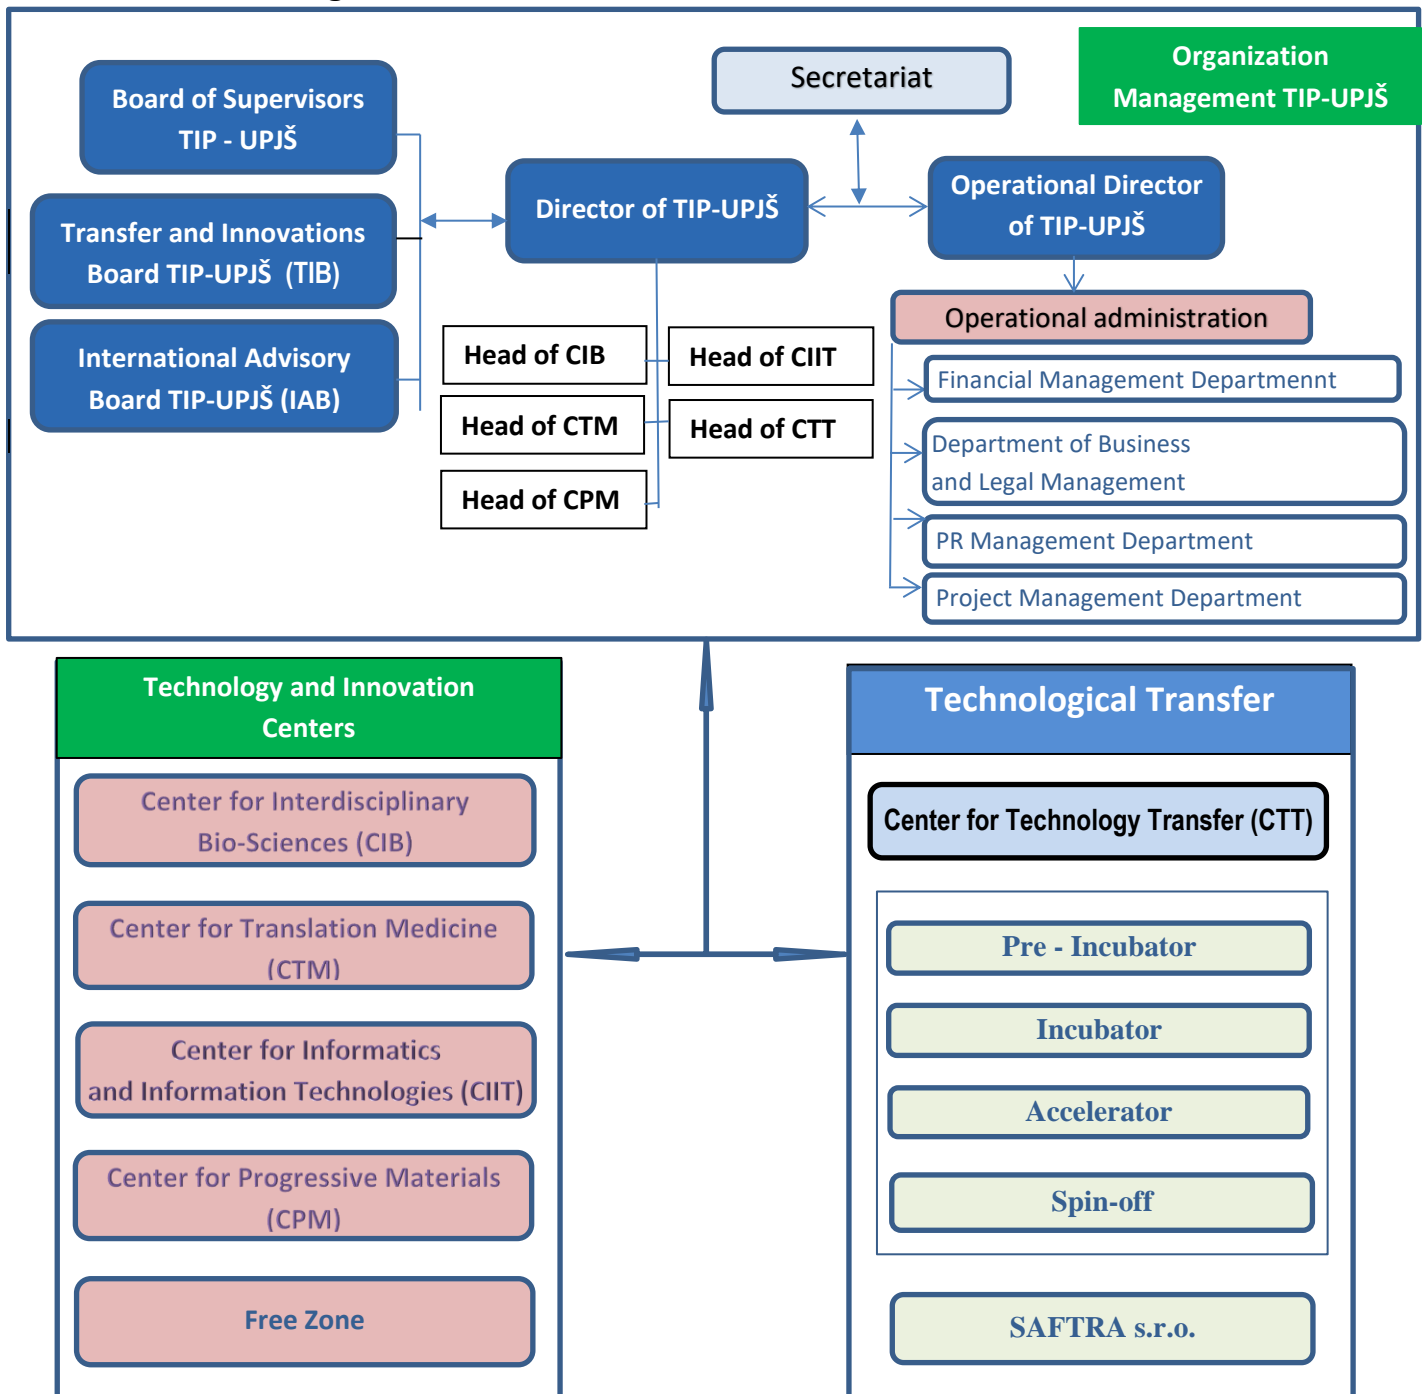 Organization
Management TIP-UPJŠ
Secretariat
Board of Supervisors
TIP - UPJŠ
Transfer and Innovations
Board TIP-UPJŠ (TIB)
International Advisory
Board TIP-UPJŠ (IAB)
Director of TIP-UPJŠ
Operational Director
of TIP-UPJŠ
Head of CIB
Head of CIIT
Head of CTM
Head of CTT
Head of CPM
Operational administration
Financial Management Departmennt
Department of Business
and Legal Management
PR Management Department
Project Management Department
Technology and Innovation
Centers
Center for Interdisciplinary
Bio-Sciences (CIB)
Center for Translation Medicine
(CTM)
Center for Informatics
and Information Technologies (CIIT)
Center for Progressive Materials
(CPM)
Free Zone
Technological Transfer
Center for Technology Transfer (CTT)
Pre - Incubator
Incubator
Accelerator
Spin-off
SAFTRA s.r.o.